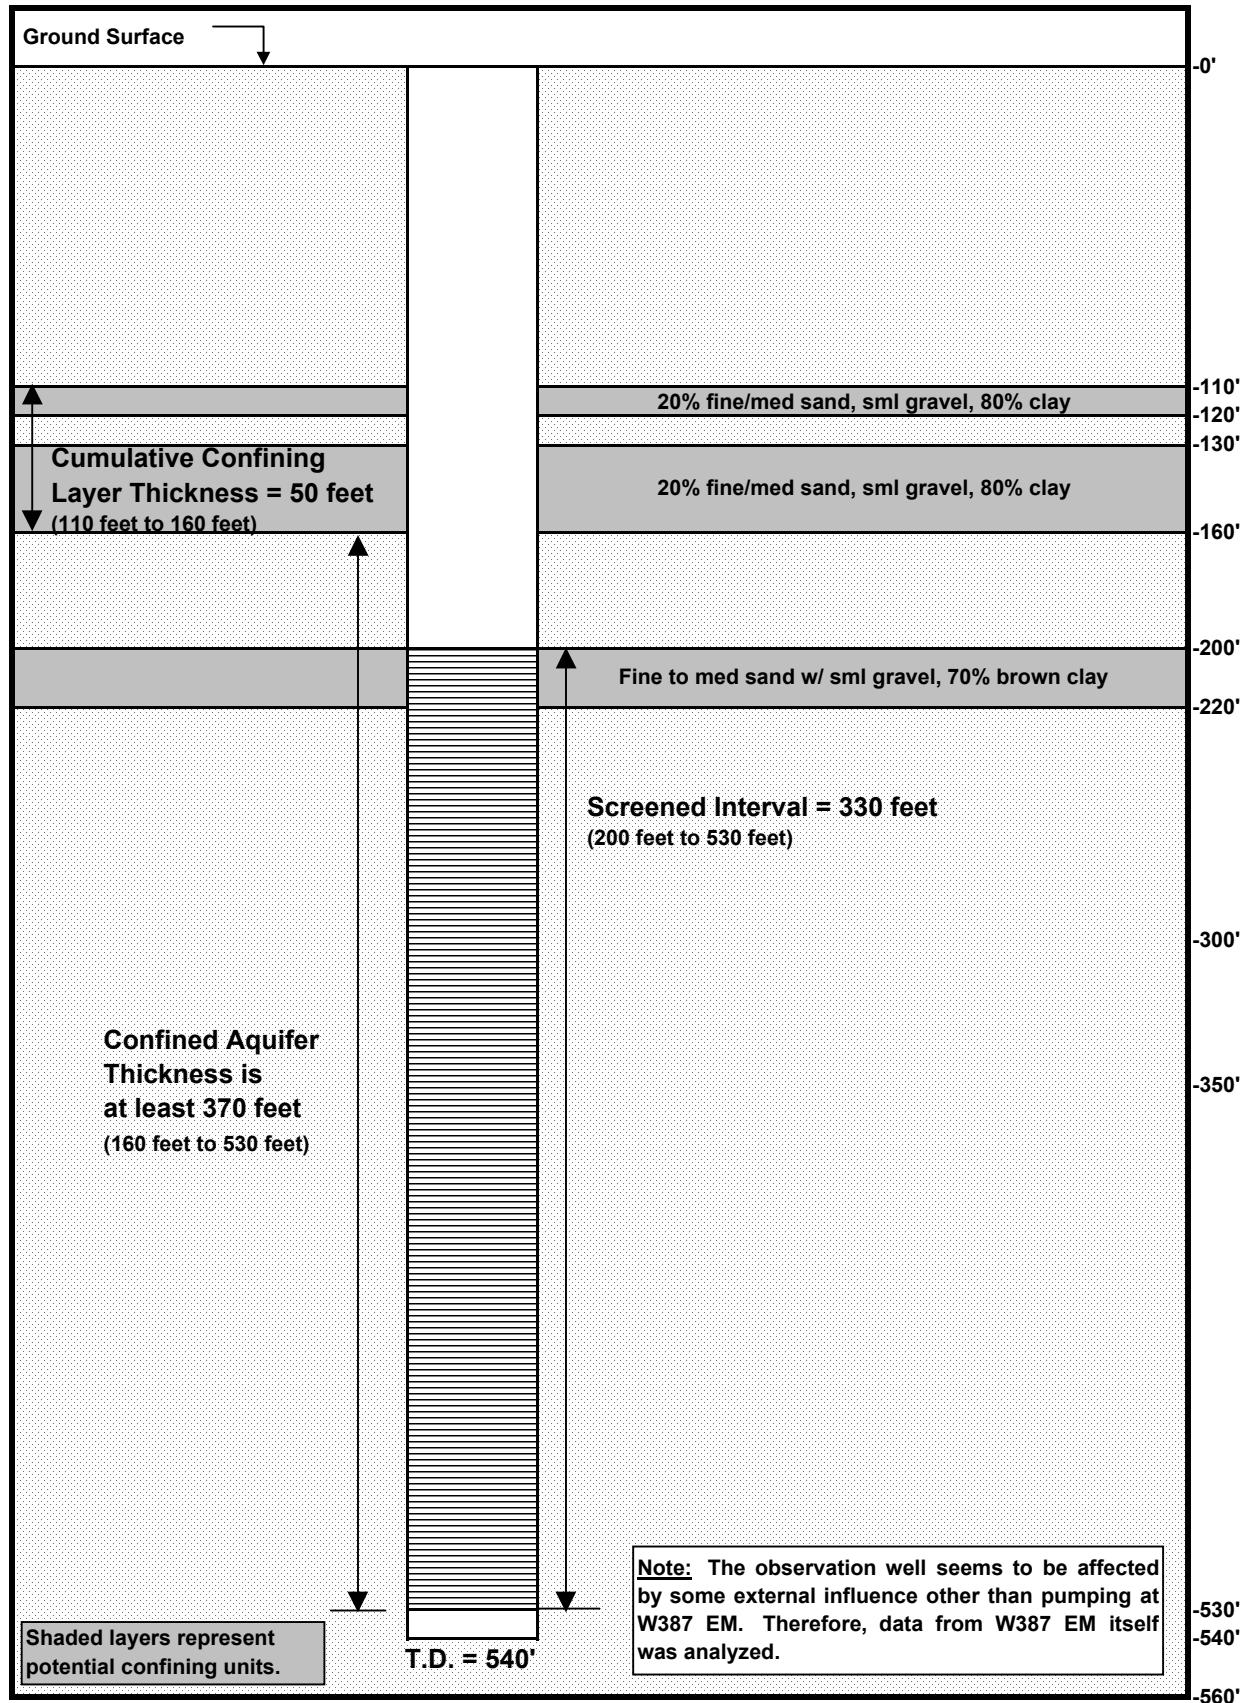 Ground Surface
-0'
-110'
20% fine/med sand, sml gravel, 80% clay
-120'
-130'
Cumulative Confining
Layer Thickness = 50 feet
(110 feet to 160 feet)
20% fine/med sand, sml gravel, 80% clay
-160'
-200'
Fine to med sand w/ sml gravel, 70% brown clay
-220'
Screened Interval = 330 feet
(200 feet to 530 feet)
-300'
Confined Aquifer
Thickness is
at least 370 feet
(160 feet to 530 feet)
-350'
Note: The observation well seems to be affected
by some external influence other than pumping at
W387 EM. Therefore, data from W387 EM itself
was analyzed.
-530'
-540'
Shaded layers represent
potential confining units.
T.D. = 540'
-560'